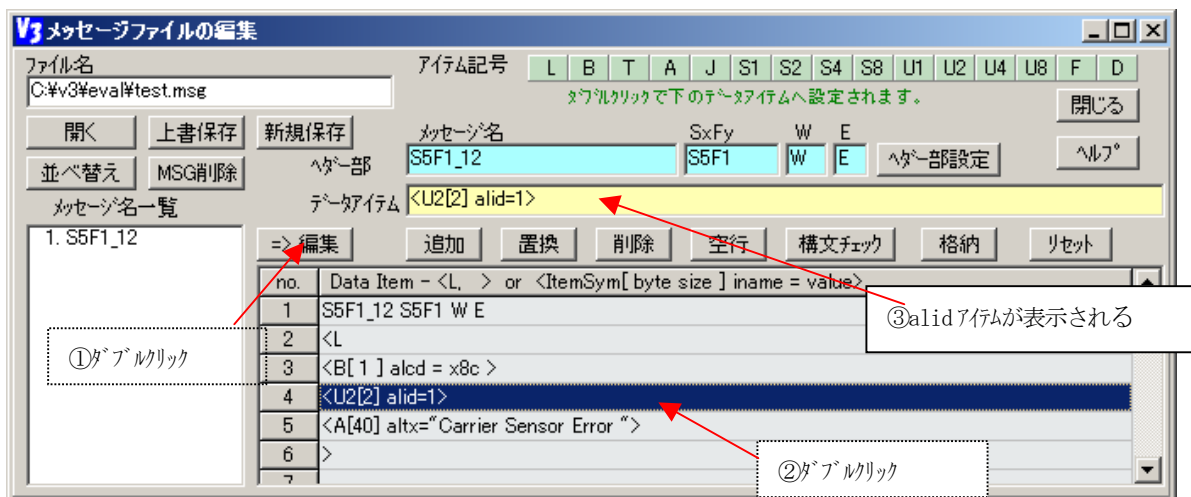 V3 メッセージファイルの編集
ファイル名
C:¥v3¥eval¥test.msg
アイテム記号 L B T A J S1 S2 S4 S8 U1 U2 U4 U8 F D
ﾀﾞﾌﾞﾙｸﾘｯｸで下のﾃﾞｰﾀｱｲﾃﾑへ設定されます。
閉じる
開く 上書保存 新規保存 メッセージ名 SxFy W E
ﾍﾀﾞｰ部 S5F1_12 S5F1 W E ﾍﾀﾞｰ部設定 ﾍﾙﾌﾟ
並べ替え MSG削除
メッセージ名一覧 ﾃﾞｰﾀｱｲﾃﾑ <U2[2] alid=1>
1. S5F1_12
=> 編集 追加 置換 削除 空行 構文チェック 格納 リセット
no. Data Item - <L, > or <ItemSym[ byte size ] iname = value>
1 S5F1_12 S5F1 W E
2 <L
3 <B[ 1 ] alcd = x8c >
4 <U2[2] alid=1>
5 <A[40] altx="Carrier Sensor Error ">
6 >
7
①ﾀﾞﾌﾞﾙｸﾘｯｸ
②ﾀﾞﾌﾞﾙｸﾘｯｸ
③alidｱｲﾃﾑが表示される